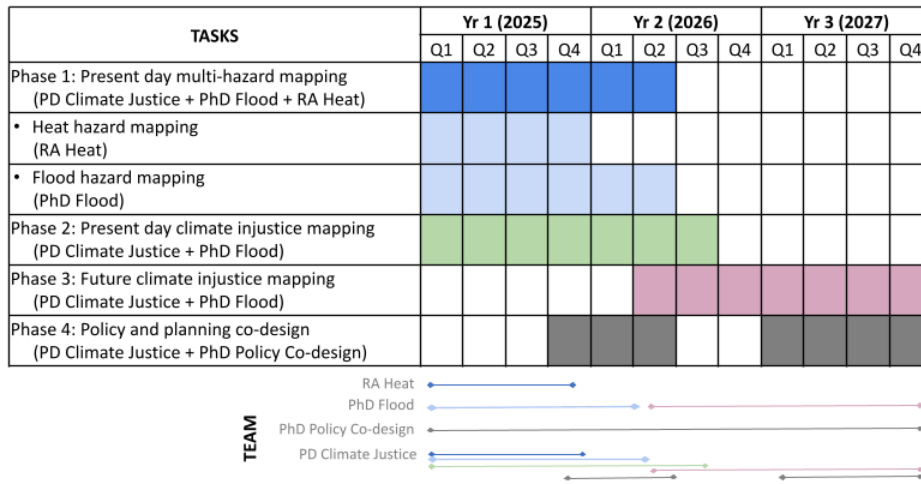 TASKS
Yr 1 (2025) Yr 2 (2026) Yr 3 (2027)
Q1 Q2 Q3 Q4 Q1 Q2 Q3 Q4 Q1 Q2 Q3 Q4
Phase 1: Present day multi-hazard mapping
(PD Climate Justice + PhD Flood + RA Heat)
• Heat hazard mapping
(RA Heat)
• Flood hazard mapping
(PhD Flood)
Phase 2: Present day climate injustice mapping
(PD Climate Justice + PhD Flood)
Phase 3: Future climate injustice mapping
(PD Climate Justice + PhD Flood)
Phase 4: Policy and planning co-design
(PD Climate Justice + PhD Policy Co-design)
TEAM
RA Heat
PhD Flood
PhD Policy Co-design
PD Climate Justice